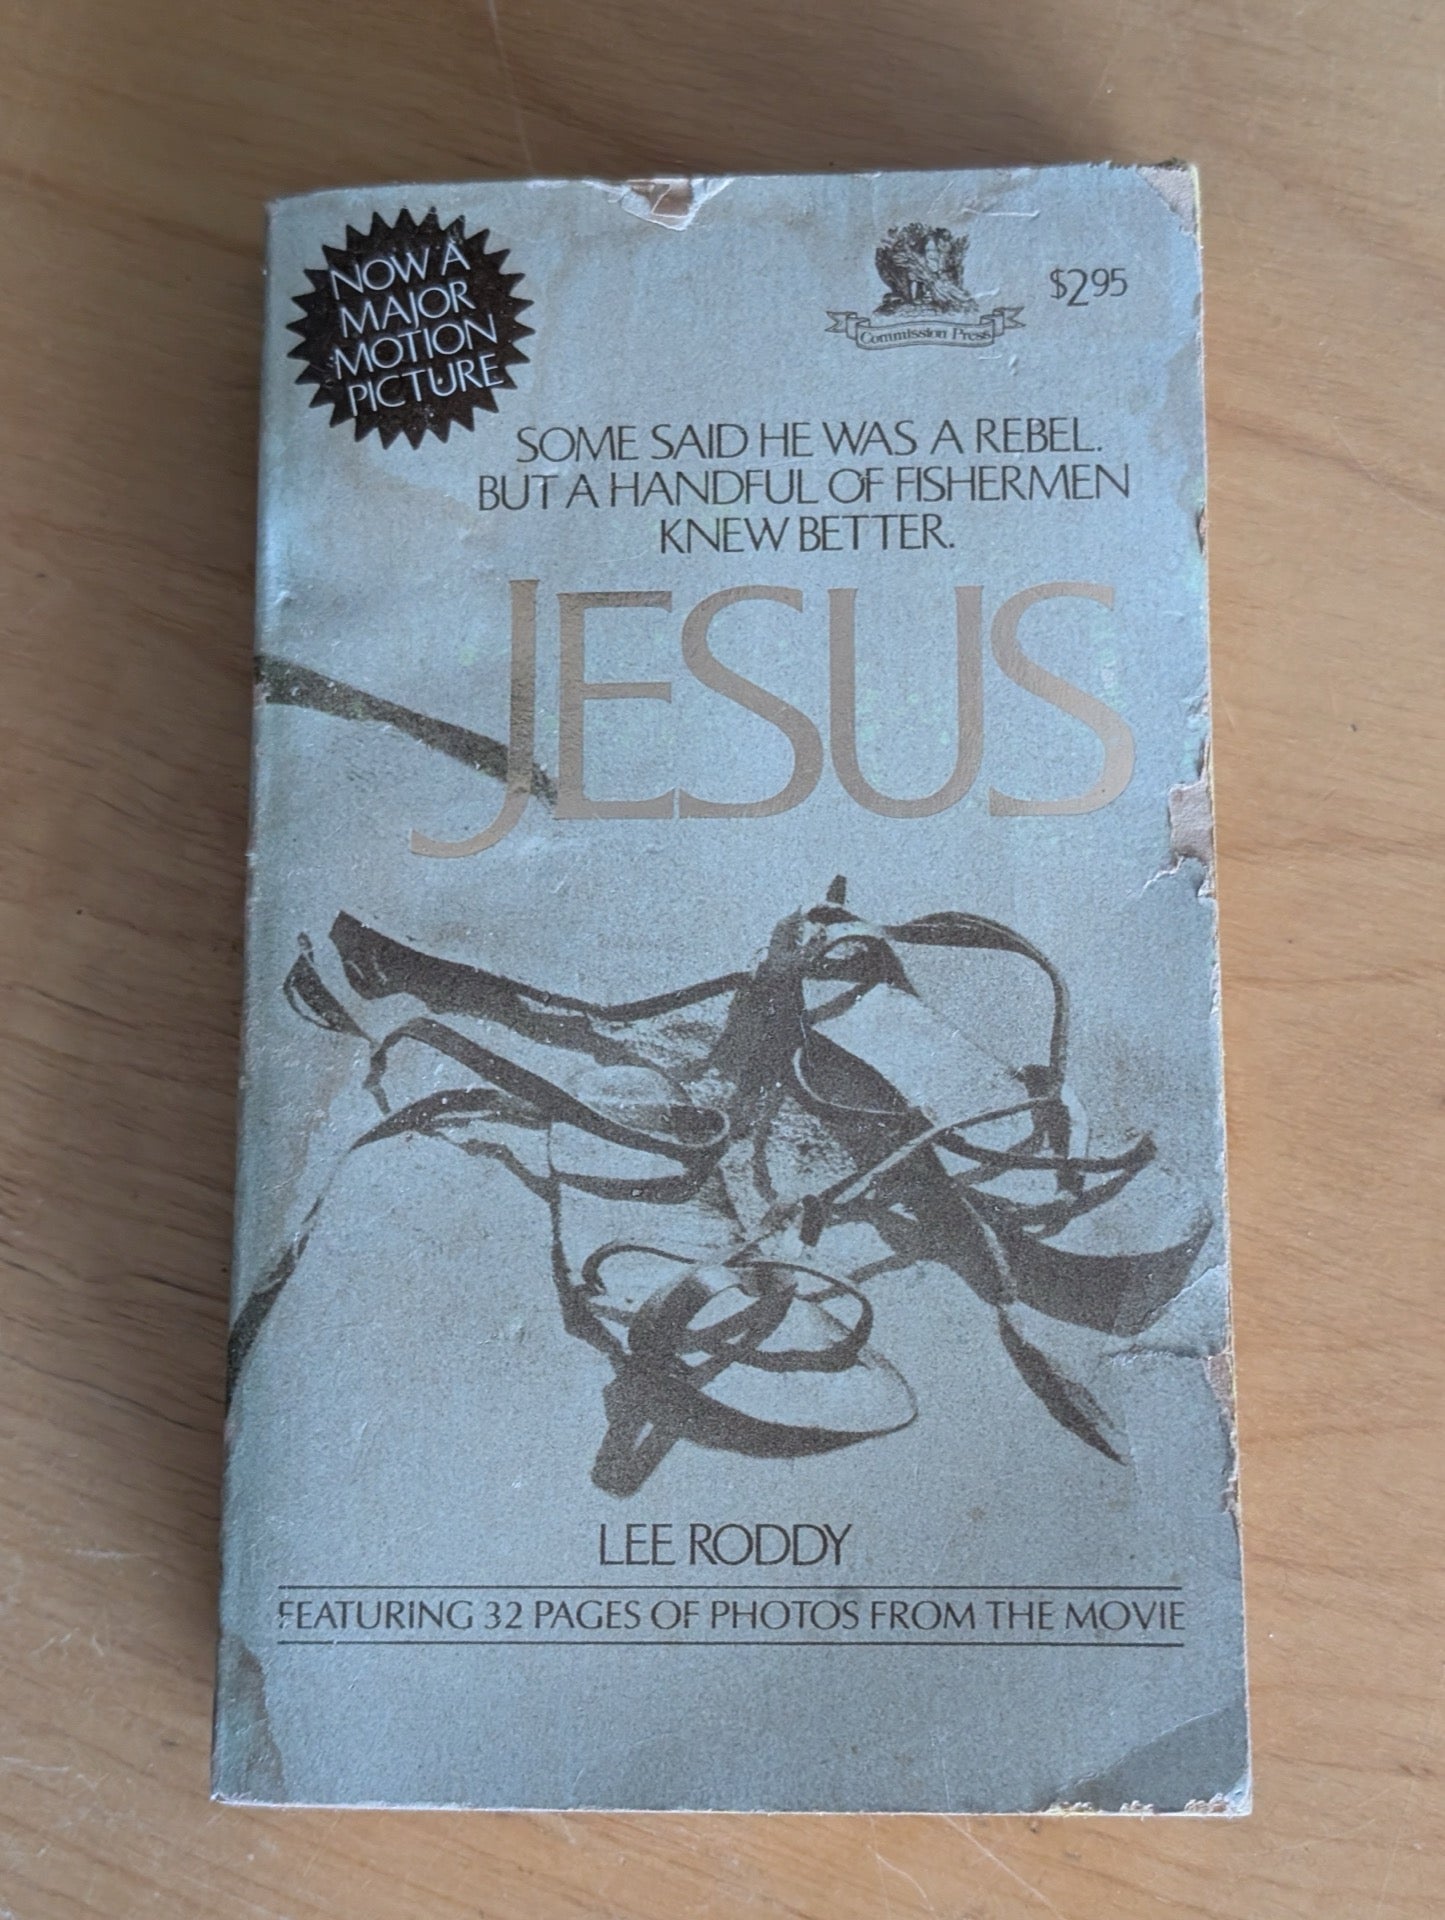 NOW A
MAJOR
MOTION
PICTURE
Commission Press
$2.95
SOME SAID HE WAS A REBEL.
BUT A HANDFUL OF FISHERMEN
KNEW BETTER.
JESUS
LEE RODDY
FEATURING 32 PAGES OF PHOTOS FROM THE MOVIE